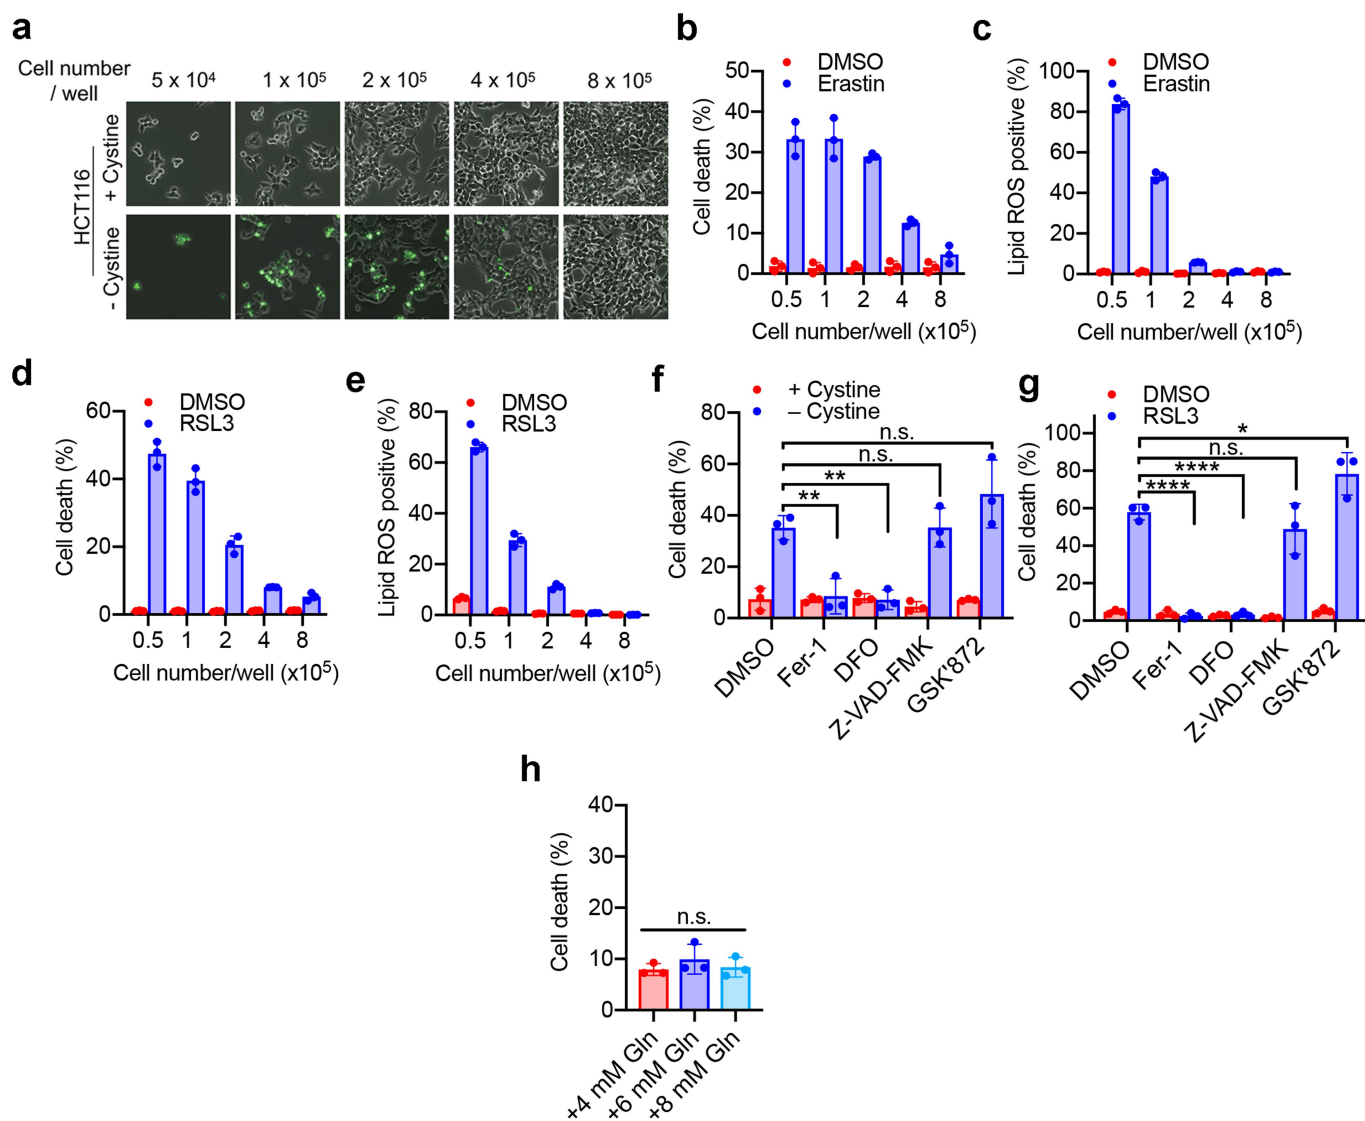 a
Cell number
/ well
5 x 10⁴
1 x 10⁵
2 x 10⁵
4 x 10⁵
8 x 10⁵
HCT116
+ Cystine
- Cystine
b
DMSO
Erastin
Cell death (%)
50
40
30
20
10
0
0.5 1 2 4 8
Cell number/well (x10⁵)
c
DMSO
Erastin
Lipid ROS positive (%)
100
80
60
40
20
0
0.5 1 2 4 8
Cell number/well (x10⁵)
d
DMSO
RSL3
Cell death (%)
60
40
20
0
0.5 1 2 4 8
Cell number/well (x10⁵)
e
DMSO
RSL3
Lipid ROS positive (%)
80
60
40
20
0
0.5 1 2 4 8
Cell number/well (x10⁵)
f
+ Cystine
– Cystine
Cell death (%)
80
60
40
20
0
n.s.
n.s.
**
**
DMSO
Fer-1
DFO
Z-VAD-FMK
GSK'872
g
DMSO
RSL3
Cell death (%)
100
80
60
40
20
0
*
n.s.
****
****
DMSO
Fer-1
DFO
Z-VAD-FMK
GSK'872
h
Cell death (%)
40
30
20
10
0
n.s.
+4 mM Gln
+6 mM Gln
+8 mM Gln